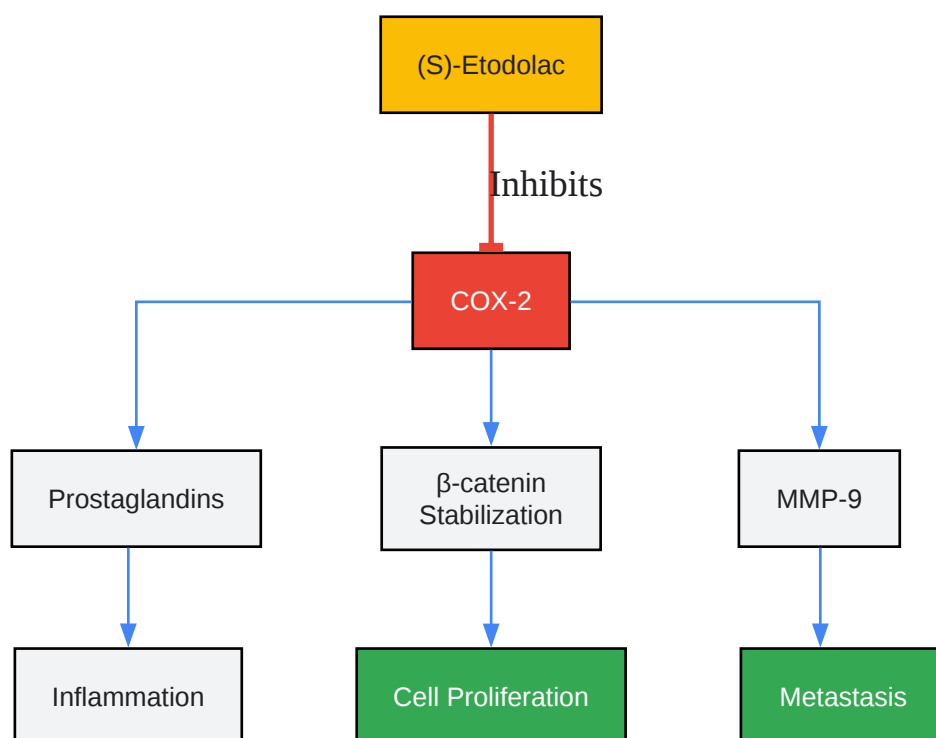 (S)-Etodolac
Inhibits
COX-2
Prostaglandins
β-catenin
Stabilization
MMP-9
Inflammation
Cell Proliferation
Metastasis